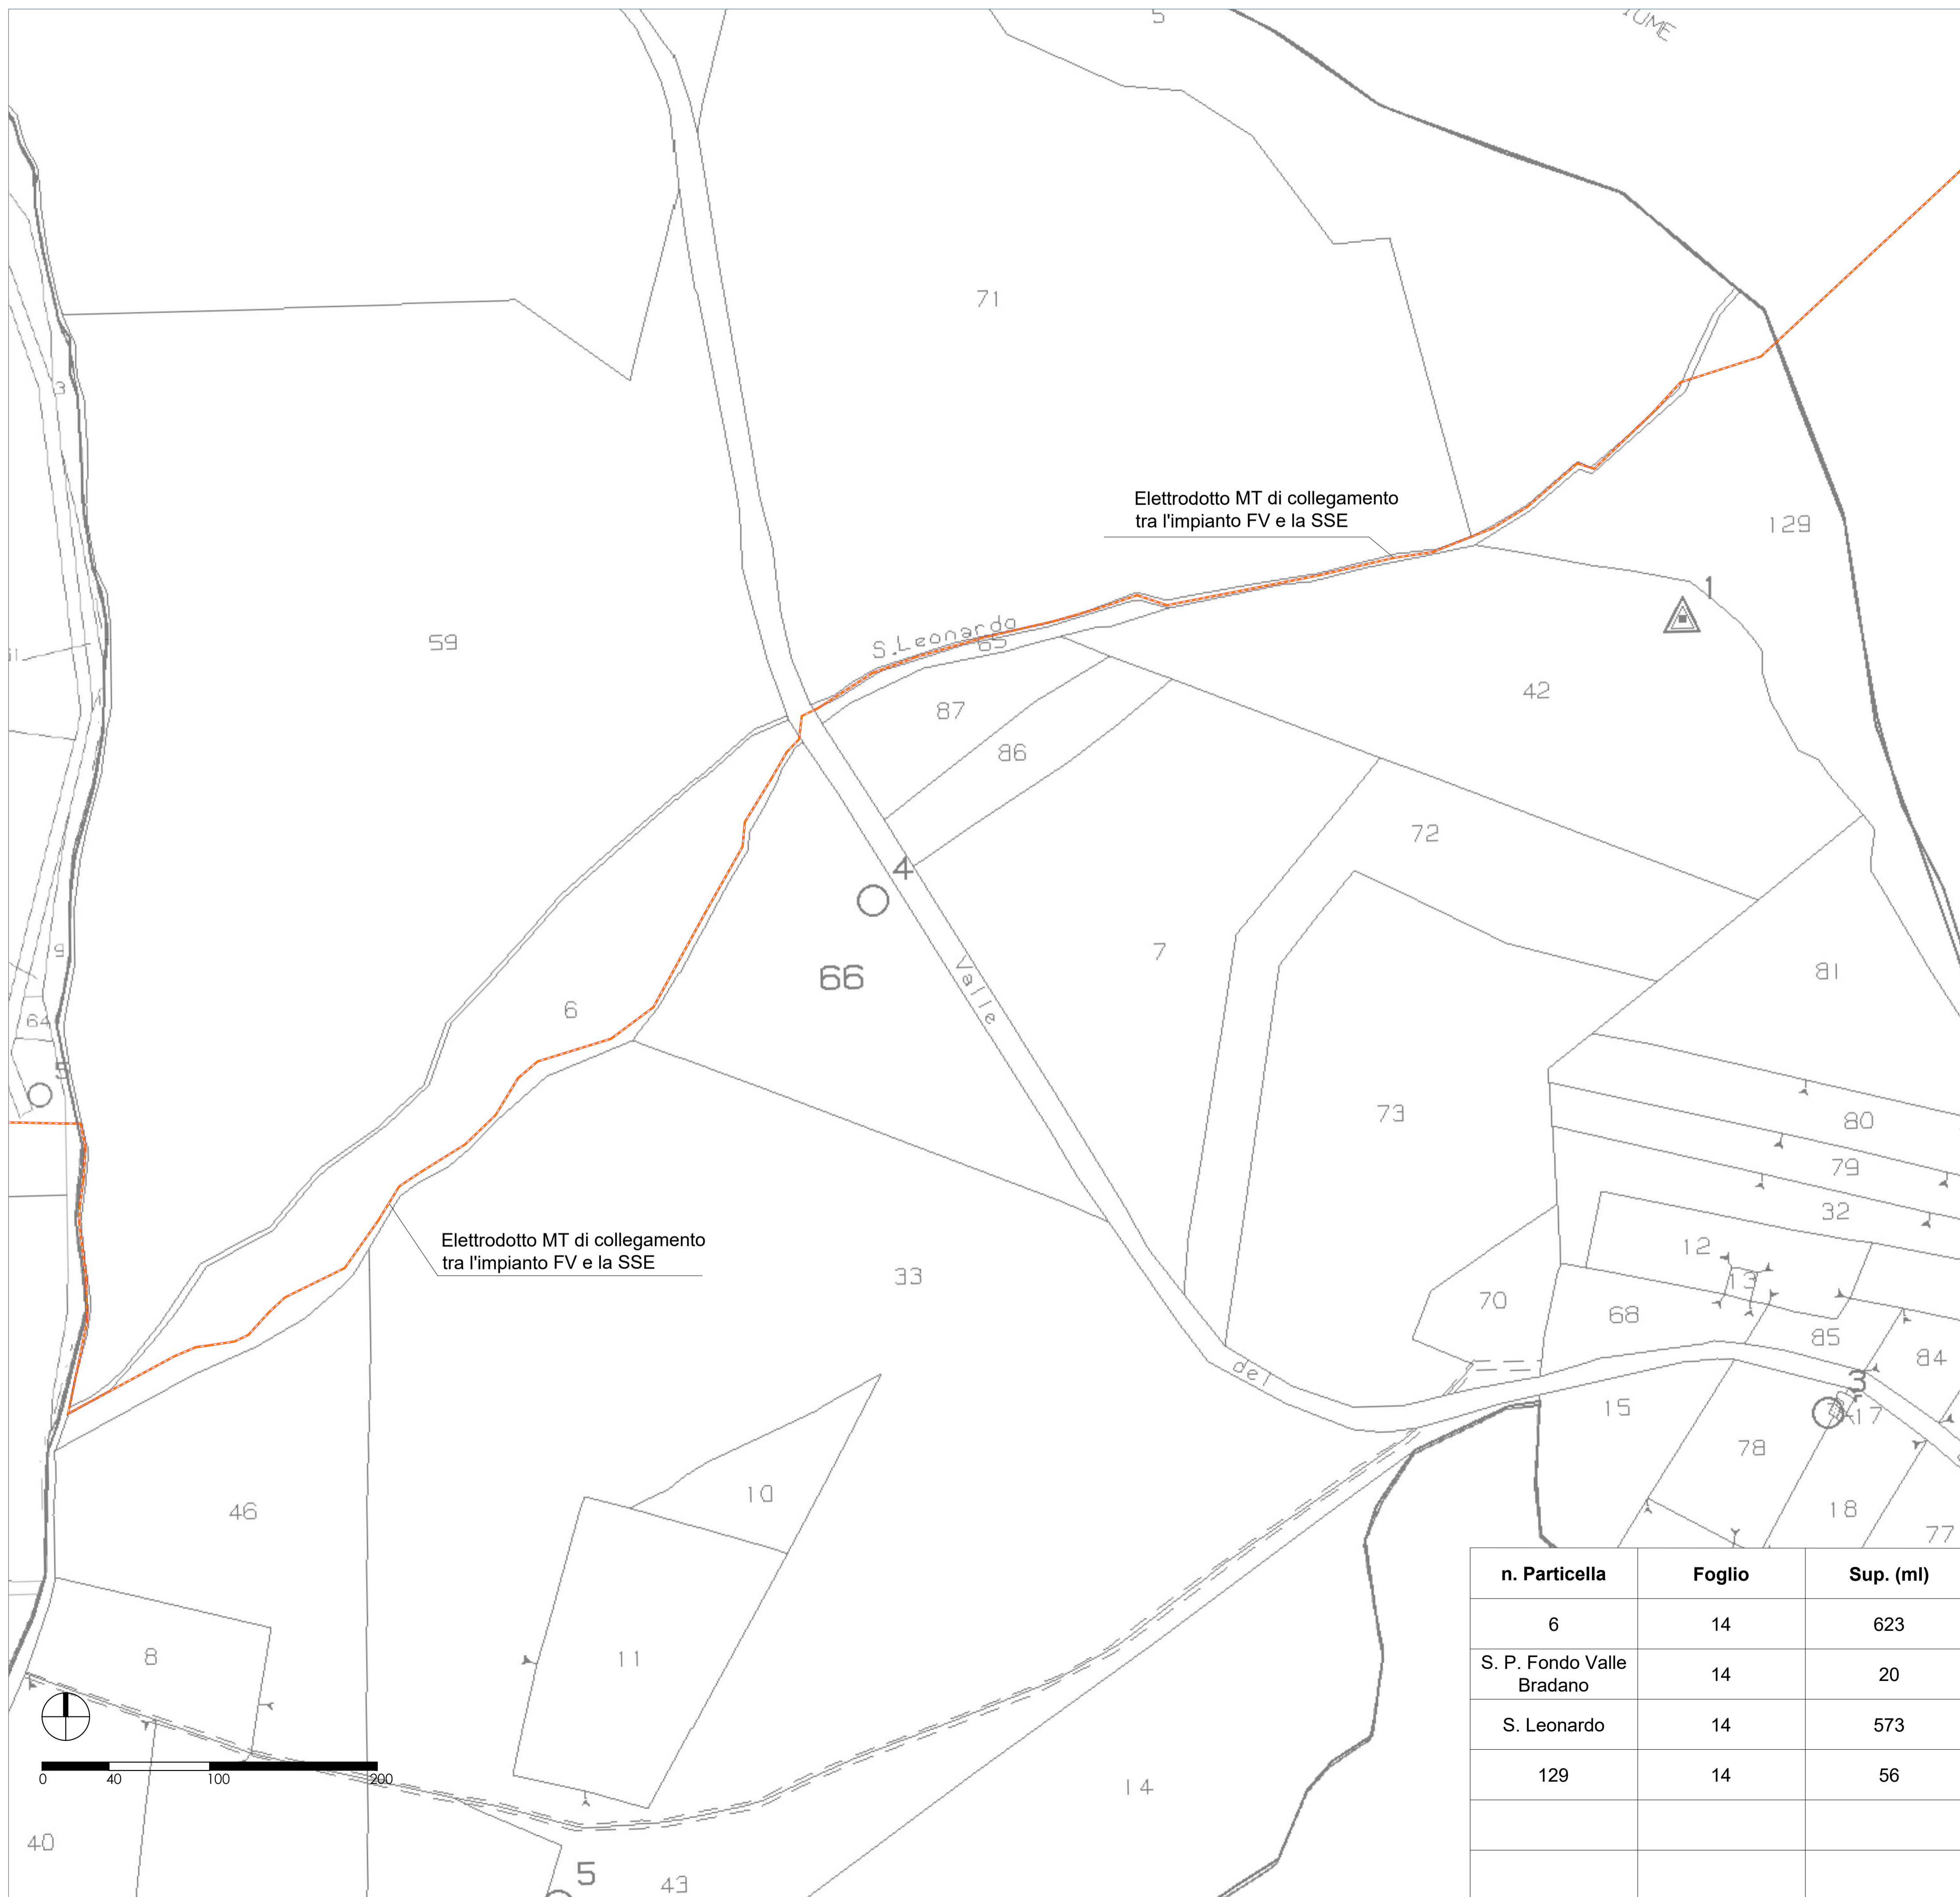 5
IUME
71
3
Elettrodotto MT di collegamento
tra l'impianto FV e la SSE
129
1
59
S.Leonardo
65
42
87
86
72
4
7
66
Valle
9
81
6
64
5
73
80
79
32
Elettrodotto MT di collegamento
tra l'impianto FV e la SSE
33
12
13
70
68
85
84
del
3
15
17
78
10
46
18
77
n. Particella Foglio Sup. (ml)
6 14 623
S. P. Fondo Valle
Bradano 14 20
S. Leonardo 14 573
129 14 56
8
11
0 40 100 200
14
40
5
43